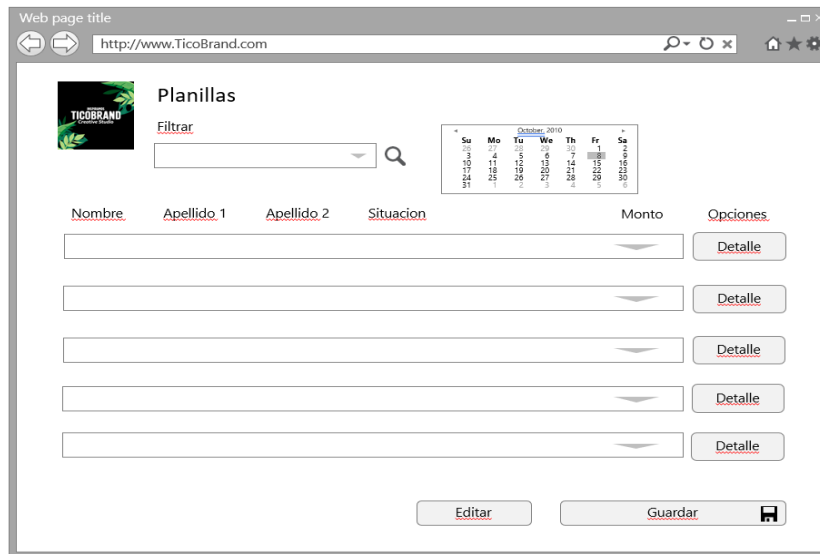 Web page title
http://www.TicoBrand.com
TICOBRAND
Creative Studio
Planillas
Filtrar
October, 2010
Su Mo Tu We Th Fr Sa
26 27 28 29 30 1 2
3 4 5 6 7 8 9
10 11 12 13 14 15 16
17 18 19 20 21 22 23
24 25 26 27 28 29 30
31 1 2 3 4 5 6
Nombre Apellido 1 Apellido 2 Situacion Monto Opciones
Detalle
Detalle
Detalle
Detalle
Detalle
Editar Guardar